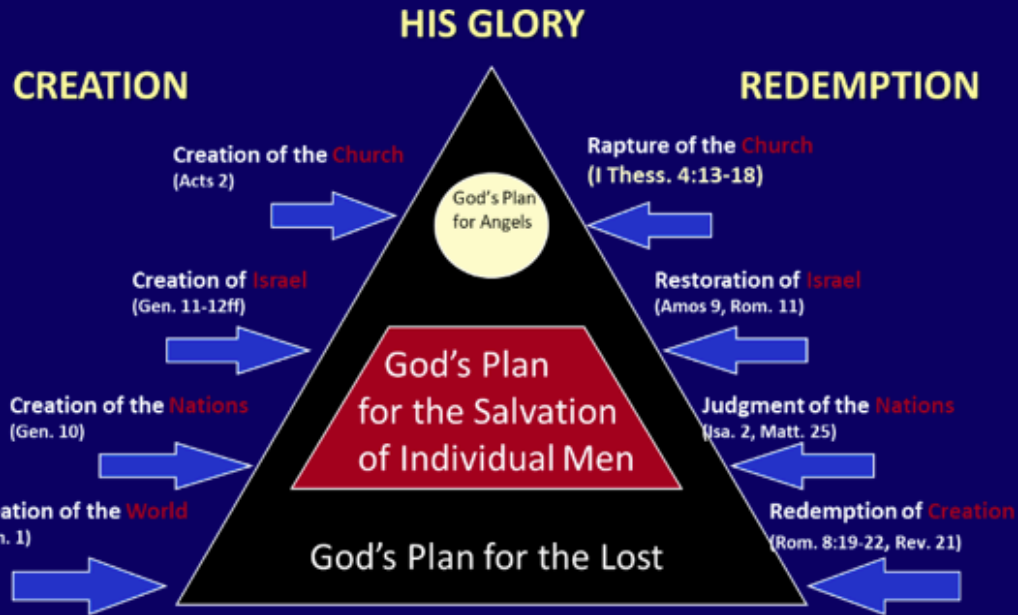 HIS GLORY
CREATION
REDEMPTION
Creation of the Church
(Acts 2)
Rapture of the Church
(I Thess. 4:13-18)
God's Plan
for Angels
Creation of Israel
(Gen. 11-12ff)
Restoration of Israel
(Amos 9, Rom. 11)
God's Plan
for the Salvation
of Individual Men
Creation of the Nations
(Gen. 10)
Judgment of the Nations
(Isa. 2, Matt. 25)
ation of the World
n. 1)
Redemption of Creation
(Rom. 8:19-22, Rev. 21)
God's Plan for the Lost